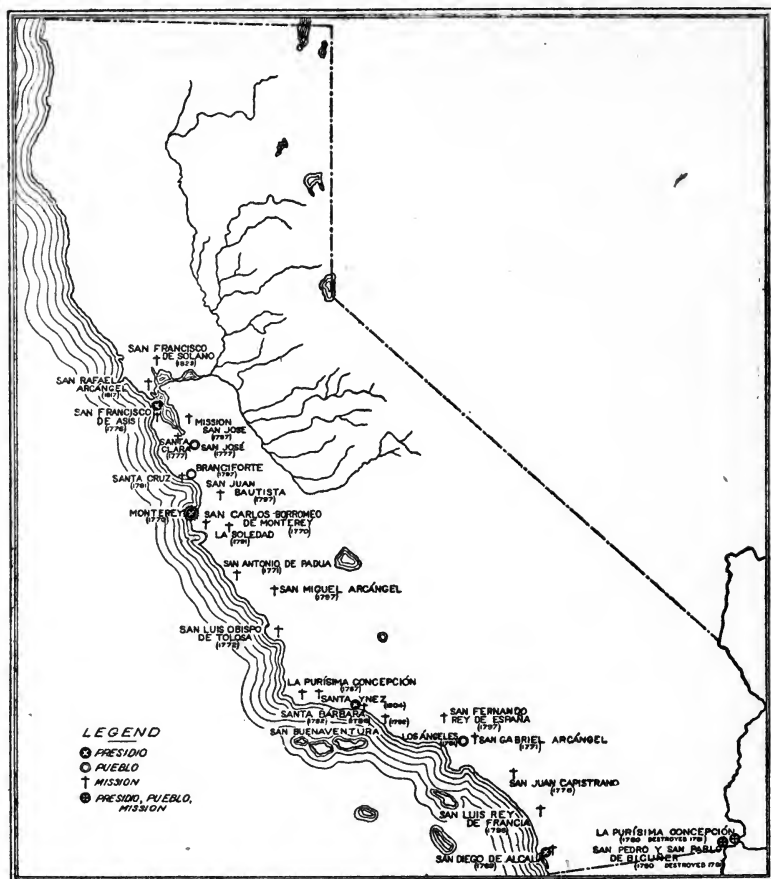 SAN FRANCISCO
DE SOLANO
(1823)
SAN RAFAEL
ARCÁNGEL
(1817)
SAN FRANCISCO
DE ASIS
(1776)
MISSION
SAN JOSÉ
(1797)
SANTA
CLARA
(1777)
SAN JOSÉ
(1777)
BRANCIFORTE
(1797)
SANTA CRUZ
(1791)
SAN JUAN
BAUTISTA
(1797)
MONTEREY
(1770)
SAN CARLOS BORROMEO
DE MONTEREY
(1770)
LA SOLEDAD
(1791)
SAN ANTONIO DE PADUA
(1771)
SAN MIGUEL ARCÁNGEL
(1797)
SAN LUIS OBISPO
DE TOLOSA
(1772)
LA PURÍSIMA CONCEPCIÓN
(1787)
SANTA YNEZ (1804)
SANTA BÁRBARA
(1782) (1786) (1782)
SAN BUENAVENTURA
SAN FERNANDO
REY DE ESPAÑA
(1797)
LOS ÁNGELES
(1781)
SAN GABRIEL ARCÁNGEL
(1771)
SAN JUAN CAPISTRANO
(1776)
SAN LUIS REY
DE FRANCIA
(1798)
SAN DIEGO DE ALCALÁ
(1769)
LA PURÍSIMA CONCEPCIÓN
(1780 DESTROYED 1781)
SAN PEDRO Y SAN PABLO
DE BICUÑER
(1780 DESTROYED
LEGEND
PRESIDIO
PUEBLO
MISSION
PRESIDIO, PUEBLO,
MISSION